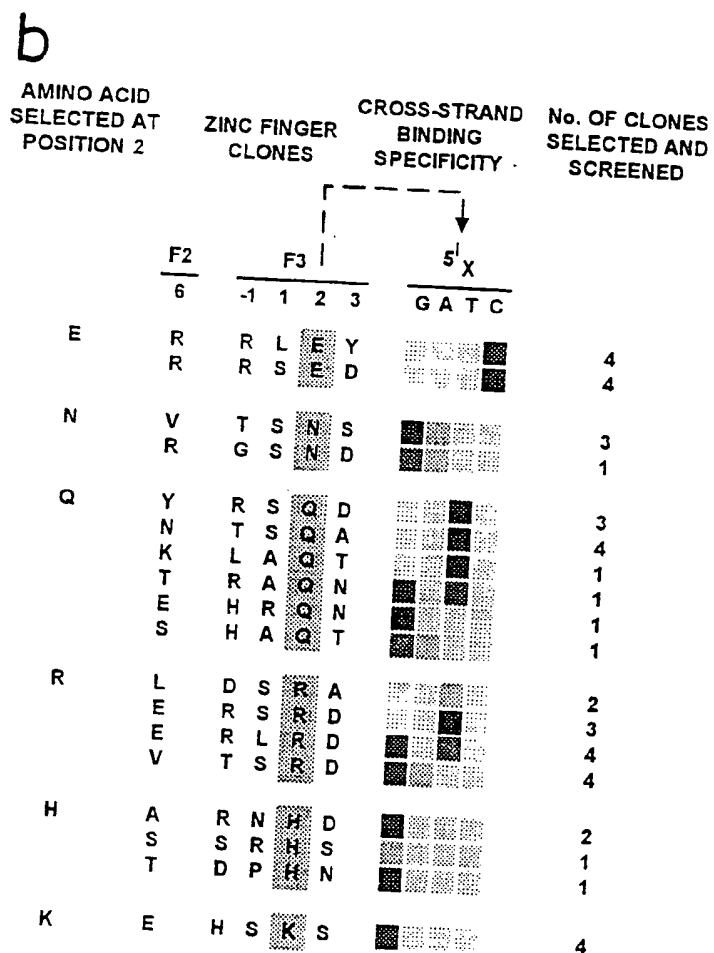 b
AMINO ACID SELECTED AT POSITION 2
ZINC FINGER CLONES
CROSS-STRAND BINDING SPECIFICITY
No. OF CLONES SELECTED AND SCREENED
F2 F3 5' X
6 -1 1 2 3 G A T C
E R R L E Y 4
R R S E D 4
N V T S N S 3
R G S N D 1
Q Y R S Q D 3
N T S Q A 4
K L A Q T 1
T R A Q N 1
E H R Q N 1
S H A Q T 1
R L D S R A 2
E R S R D 3
E R L R D 4
V T S R D 4
H A R N H D 2
S S R H S 1
T D P H N 1
K E H S K S 4